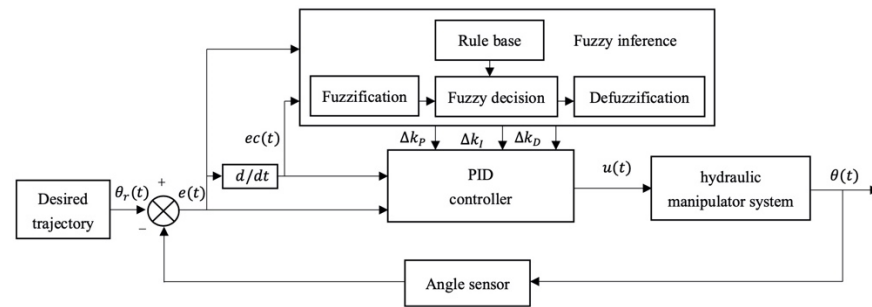 Rule base
Fuzzy inference
Fuzzification
Fuzzy decision
Defuzzification
ec(t)
Δk_P
Δk_I
Δk_D
d/dt
PID
controller
u(t)
hydraulic
manipulator system
θ(t)
Desired
trajectory
θ_r(t)
+
−
e(t)
Angle sensor